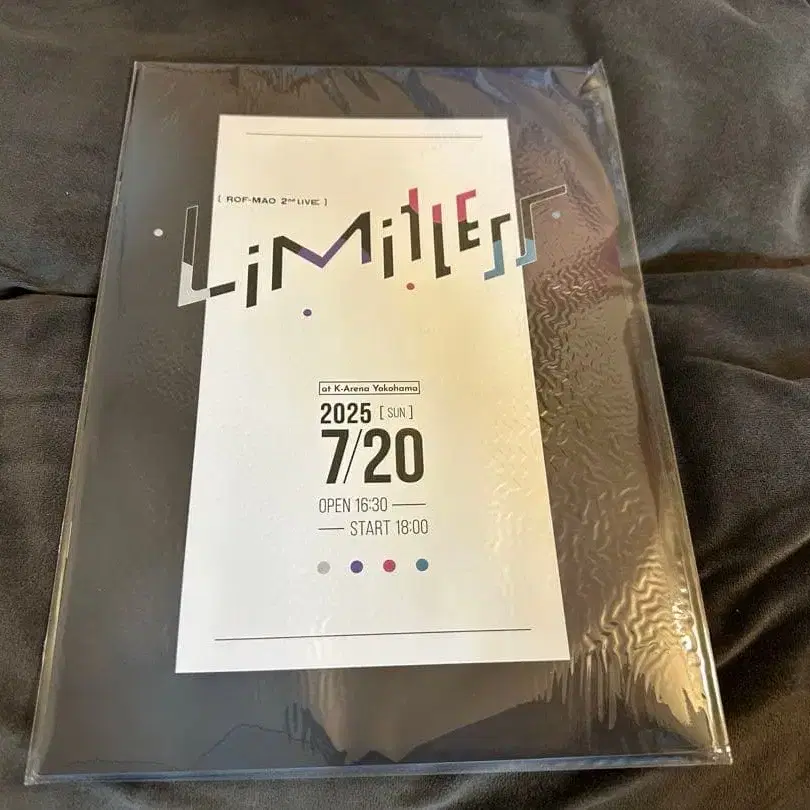 [ ROF-MAO 2nd LIVE ]
LiMitLESS
at K-Arena Yokohama
2025 [ SUN ]
7/20
OPEN 16:30
START 18:00